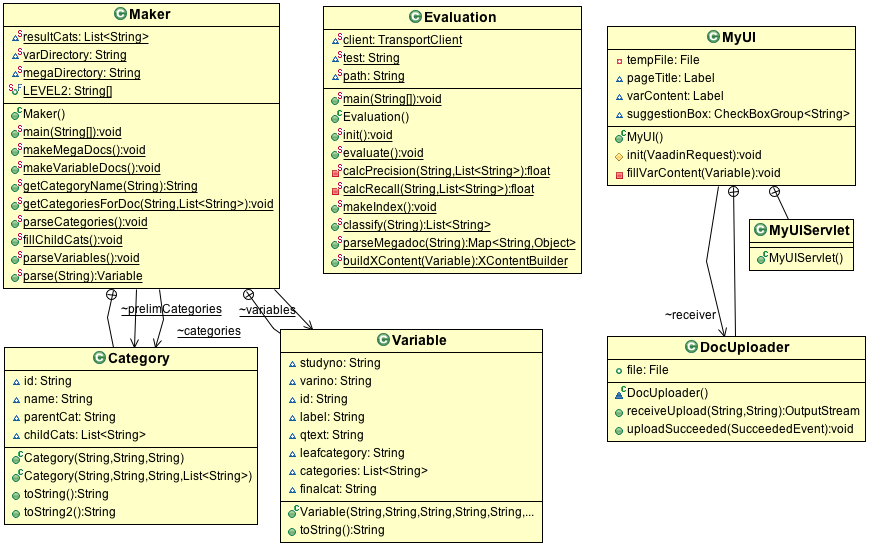 Maker
resultCats: List<String>
varDirectory: String
megaDirectory: String
LEVEL2: String[]
Maker()
main(String[]):void
makeMegaDocs():void
makeVariableDocs():void
getCategoryName(String):String
getCategoriesForDoc(String,List<String>):void
parseCategories():void
fillChildCats():void
parseVariables():void
parse(String):Variable
Evaluation
client: TransportClient
test: String
path: String
main(String[]):void
Evaluation()
init():void
evaluate():void
calcPrecision(String,List<String>):float
calcRecall(String,List<String>):float
makeIndex():void
classify(String):List<String>
parseMegadoc(String):Map<String,Object>
buildXContent(Variable):XContentBuilder
MyUI
tempFile: File
pageTitle: Label
varContent: Label
suggestionBox: CheckBoxGroup<String>
MyUI()
init(VaadinRequest):void
fillVarContent(Variable):void
MyUIServlet
MyUIServlet()
~prelimCategories
~variables
~categories
~receiver
Category
id: String
name: String
parentCat: String
childCats: List<String>
Category(String,String,String)
Category(String,String,String,List<String>)
toString():String
toString2():String
Variable
studyno: String
varino: String
id: String
label: String
qtext: String
leafcategory: String
categories: List<String>
finalcat: String
Variable(String,String,String,String,String,...
toString():String
DocUploader
file: File
DocUploader()
receiveUpload(String,String):OutputStream
uploadSucceeded(SucceededEvent):void